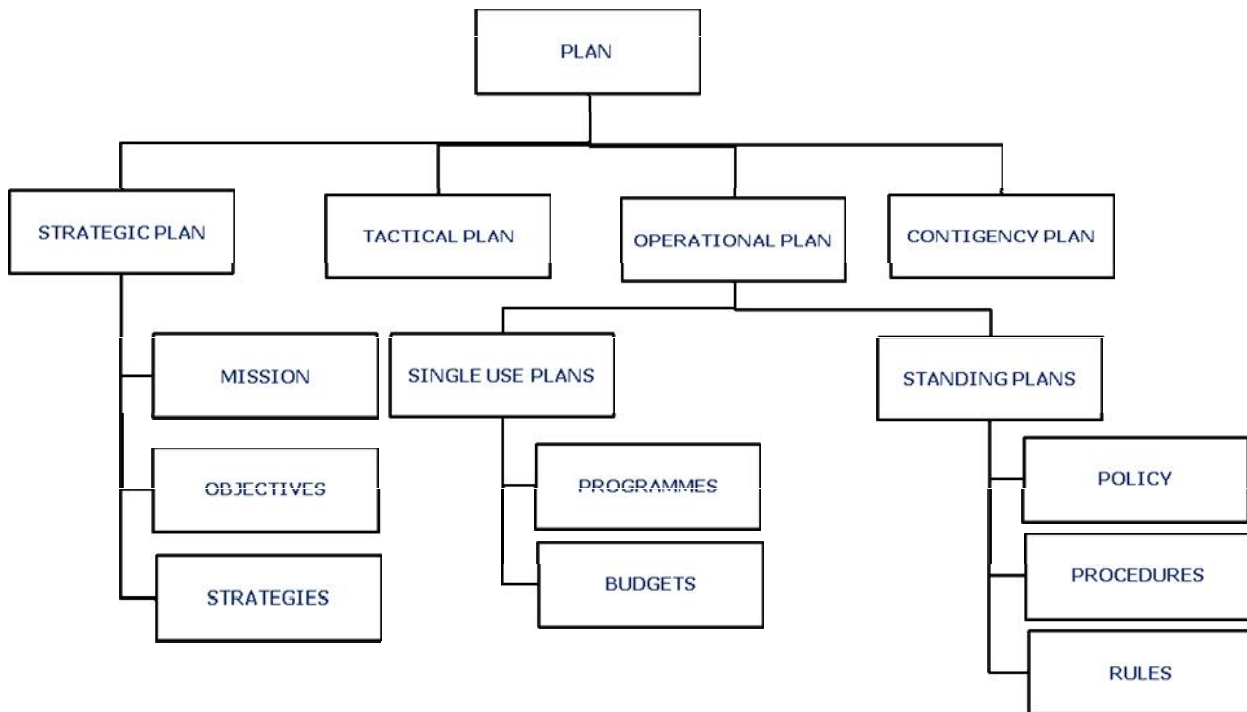 PLAN
STRATEGIC PLAN
TACTICAL PLAN
OPERATIONAL PLAN
CONTIGENCY PLAN
MISSION
OBJECTIVES
STRATEGIES
SINGLE USE PLANS
PROGRAMMES
BUDGETS
STANDING PLANS
POLICY
PROCEDURES
RULES